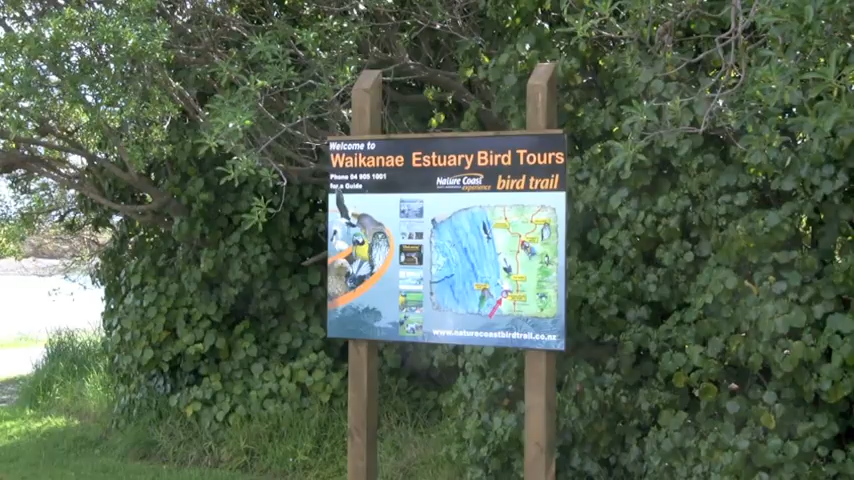 Welcome to
Waikanae Estuary Bird Tours
Phone 04 905 1001
for a Guide
Nature Coast
experience
bird trail
www.naturecoastbirdtrail.co.nz